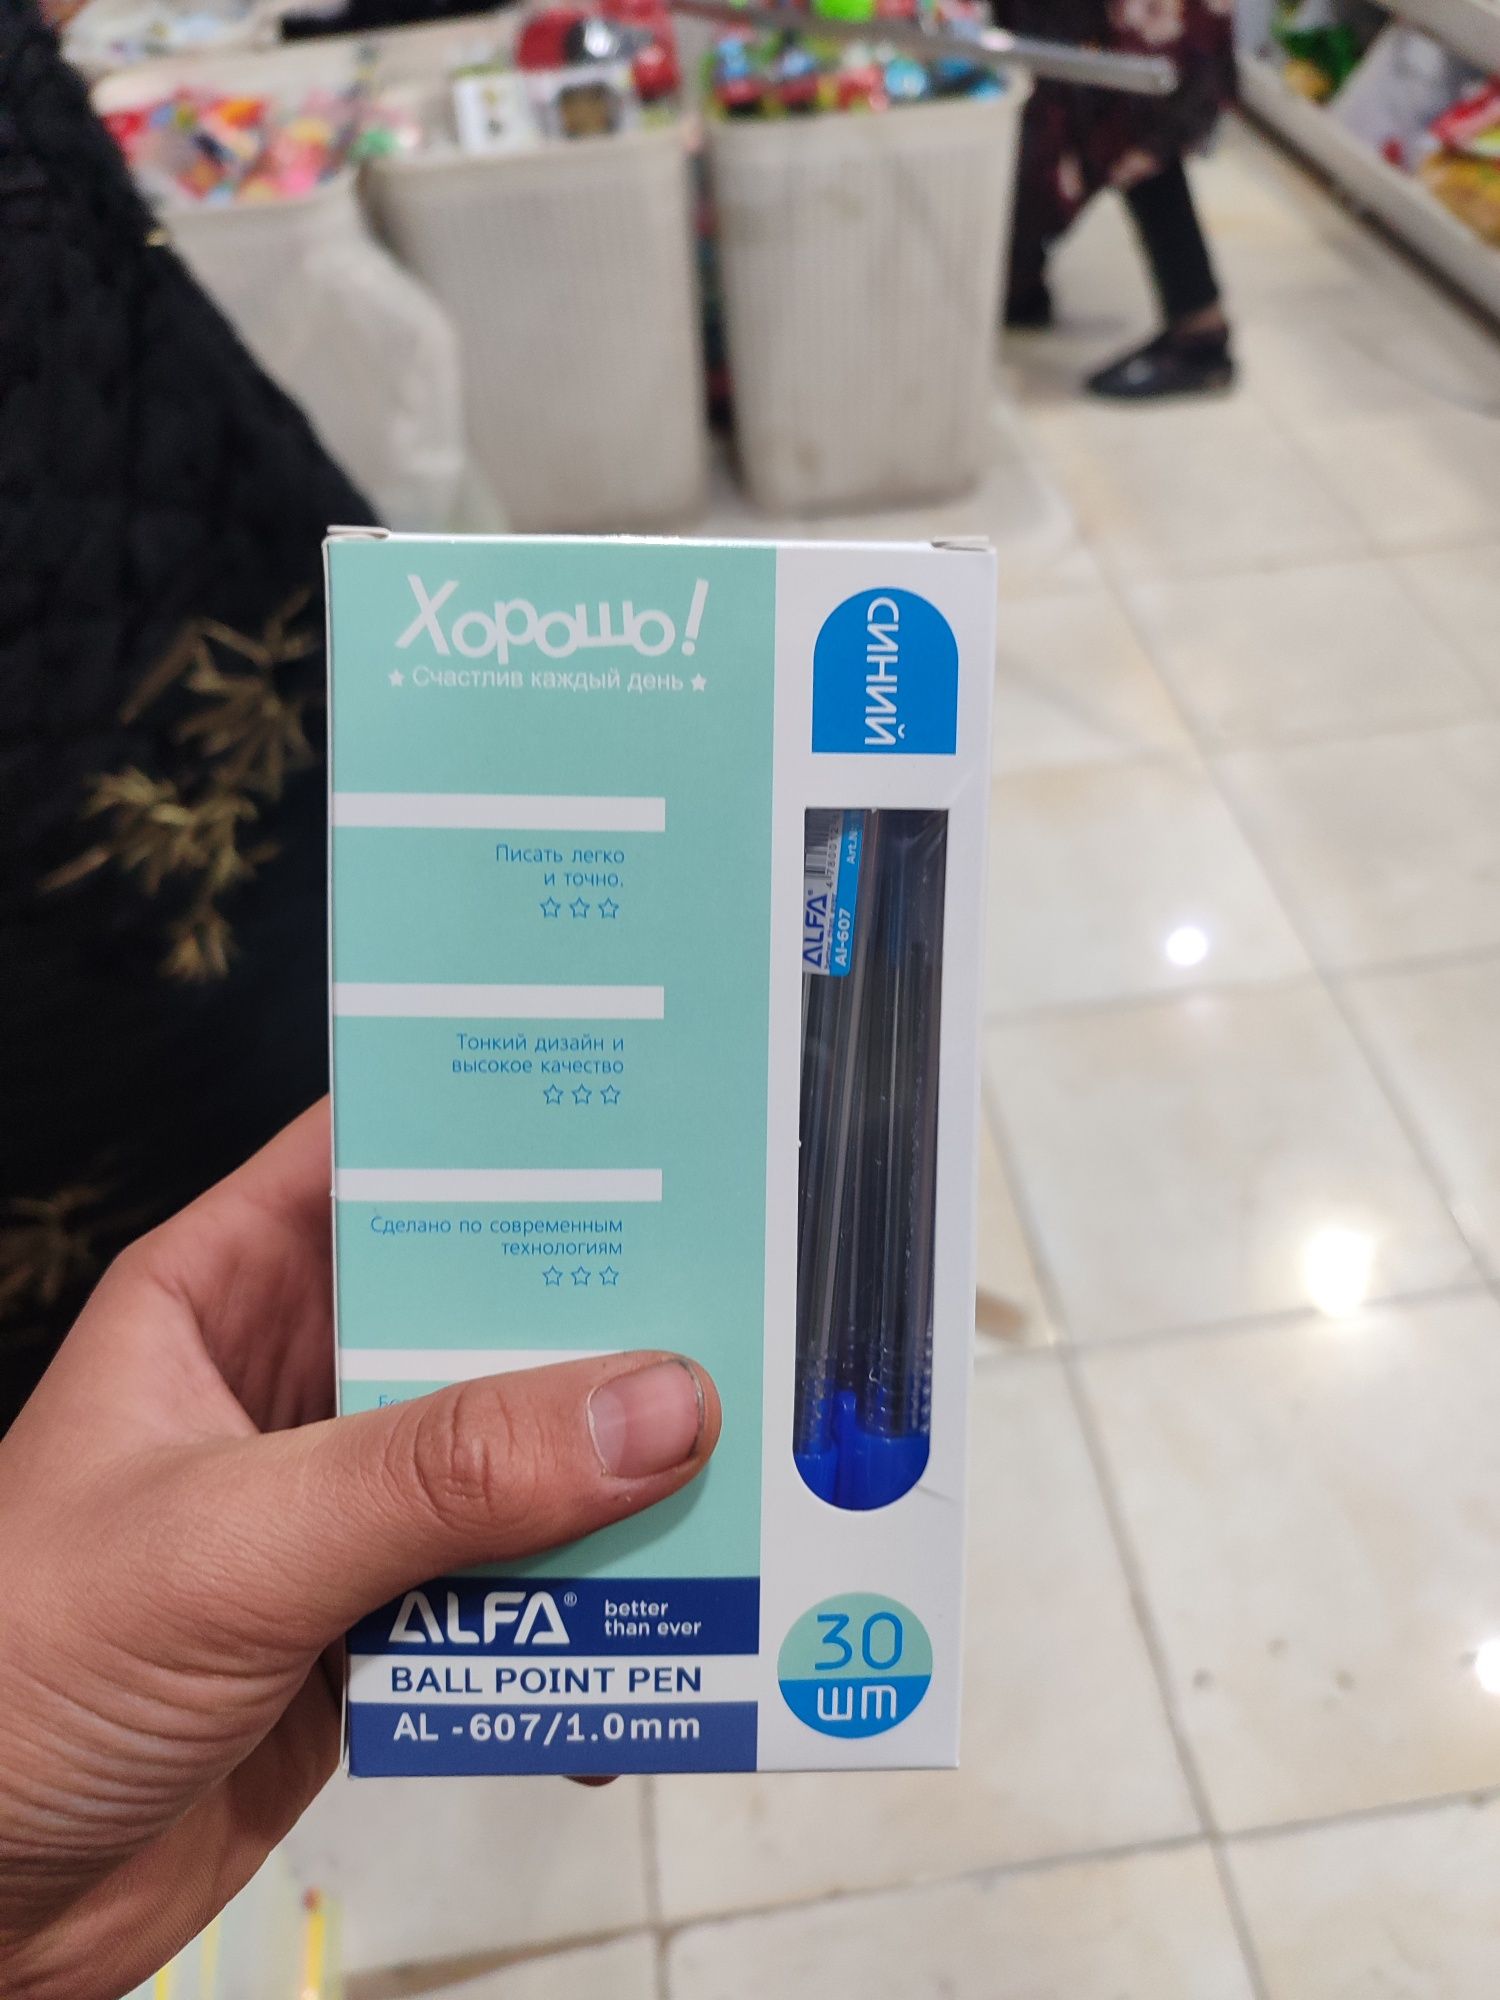 Хорошо!
Счастлив каждый день
СИНИЙ
Писать легко
и точно.
Тонкий дизайн и
высокое качество
Сделано по современным
технологиям
ALFA®
Al-607
Art.N:
ALFA® better
than ever
BALL POINT PEN
AL -607/1.0mm
30
шт